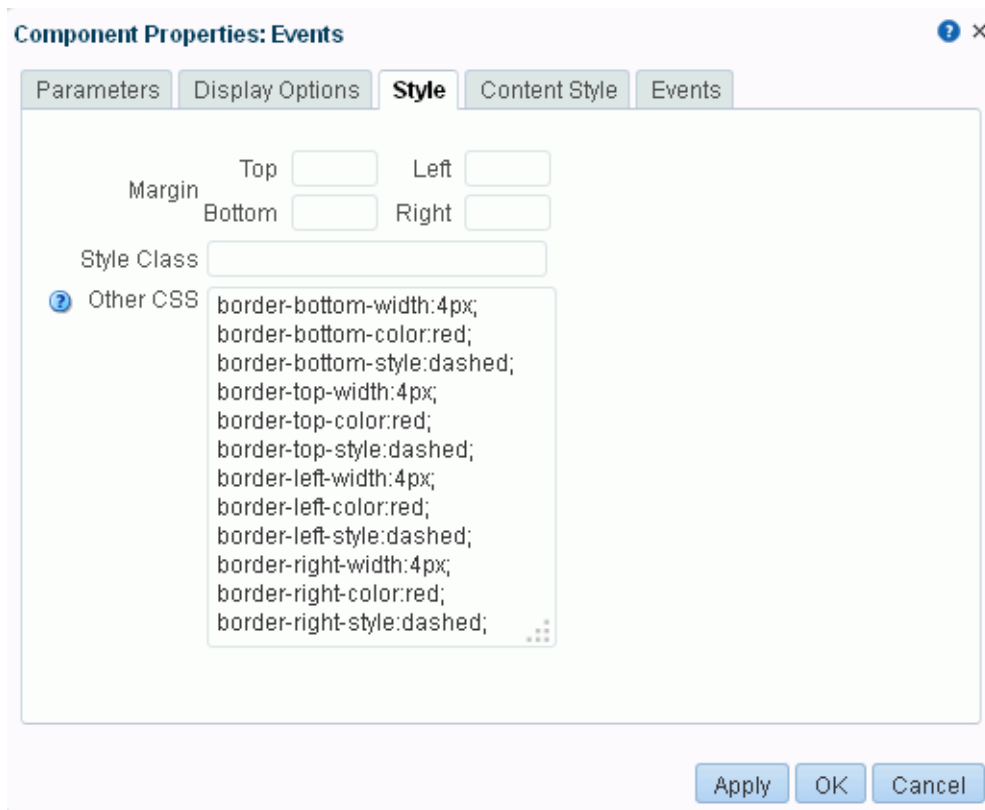 Component Properties: Events
Parameters Display Options Style Content Style Events
Top Left
Margin
Bottom Right
Style Class
Other CSS
border-bottom-width:4px;
border-bottom-color:red;
border-bottom-style:dashed;
border-top-width:4px;
border-top-color:red;
border-top-style:dashed;
border-left-width:4px;
border-left-color:red;
border-left-style:dashed;
border-right-width:4px;
border-right-color:red;
border-right-style:dashed;
Apply OK Cancel